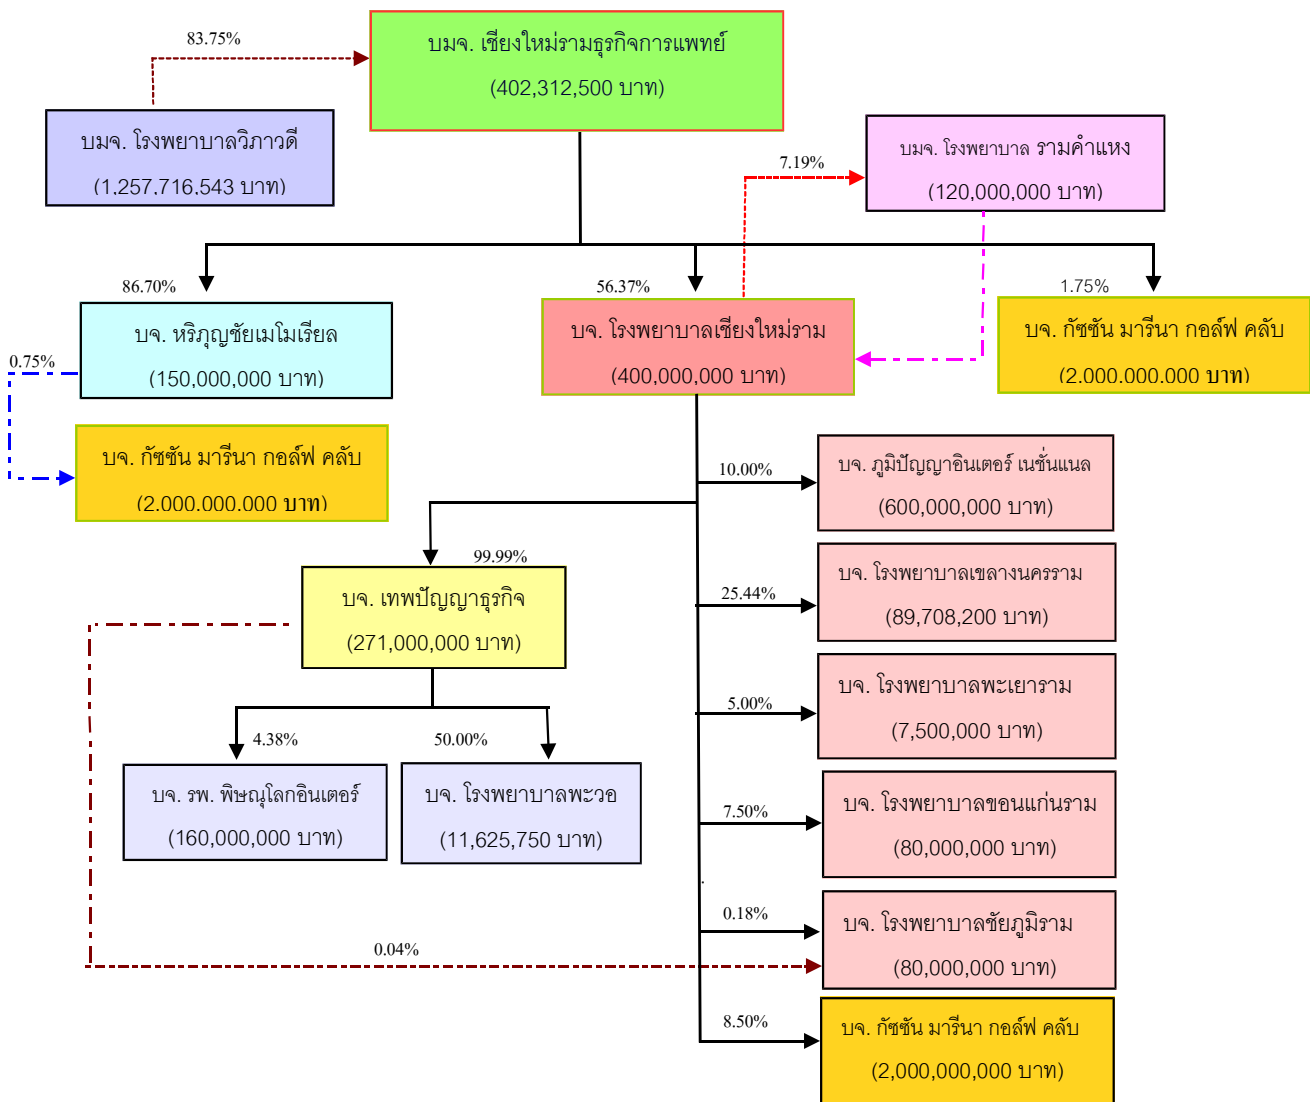 83.75%
บมจ. เชียงใหม่รามธุรกิจการแพทย์
(402,312,500 บาท)
บมจ. โรงพยาบาลวิภาวดี
(1,257,716,543 บาท)
7.19%
บมจ. โรงพยาบาล รามคำแหง
(120,000,000 บาท)
86.70%
56.37%
1.75%
บจ. หริภุญชัยเมโมเรียล
(150,000,000 บาท)
บจ. โรงพยาบาลเชียงใหม่ราม
(400,000,000 บาท)
บจ. กัซซัน มารีนา กอล์ฟ คลับ
(2,000,000,000 บาท)
0.75%
บจ. กัซซัน มารีนา กอล์ฟ คลับ
(2,000,000,000 บาท)
10.00%
บจ. ภูมิปัญญาอินเตอร์ เนชั่นแนล
(600,000,000 บาท)
99.99%
บจ. เทพปัญญาธุรกิจ
(271,000,000 บาท)
25.44%
บจ. โรงพยาบาลเขลางนครราม
(89,708,200 บาท)
5.00%
บจ. โรงพยาบาลพะเยาราม
(7,500,000 บาท)
4.38%
50.00%
บจ. รพ. พิษณุโลกอินเตอร์
(160,000,000 บาท)
บจ. โรงพยาบาลพะวอ
(11,625,750 บาท)
7.50%
บจ. โรงพยาบาลขอนแก่นราม
(80,000,000 บาท)
0.18%
0.04%
บจ. โรงพยาบาลชัยภูมิราม
(80,000,000 บาท)
8.50%
บจ. กัซซัน มารีนา กอล์ฟ คลับ
(2,000,000,000 บาท)